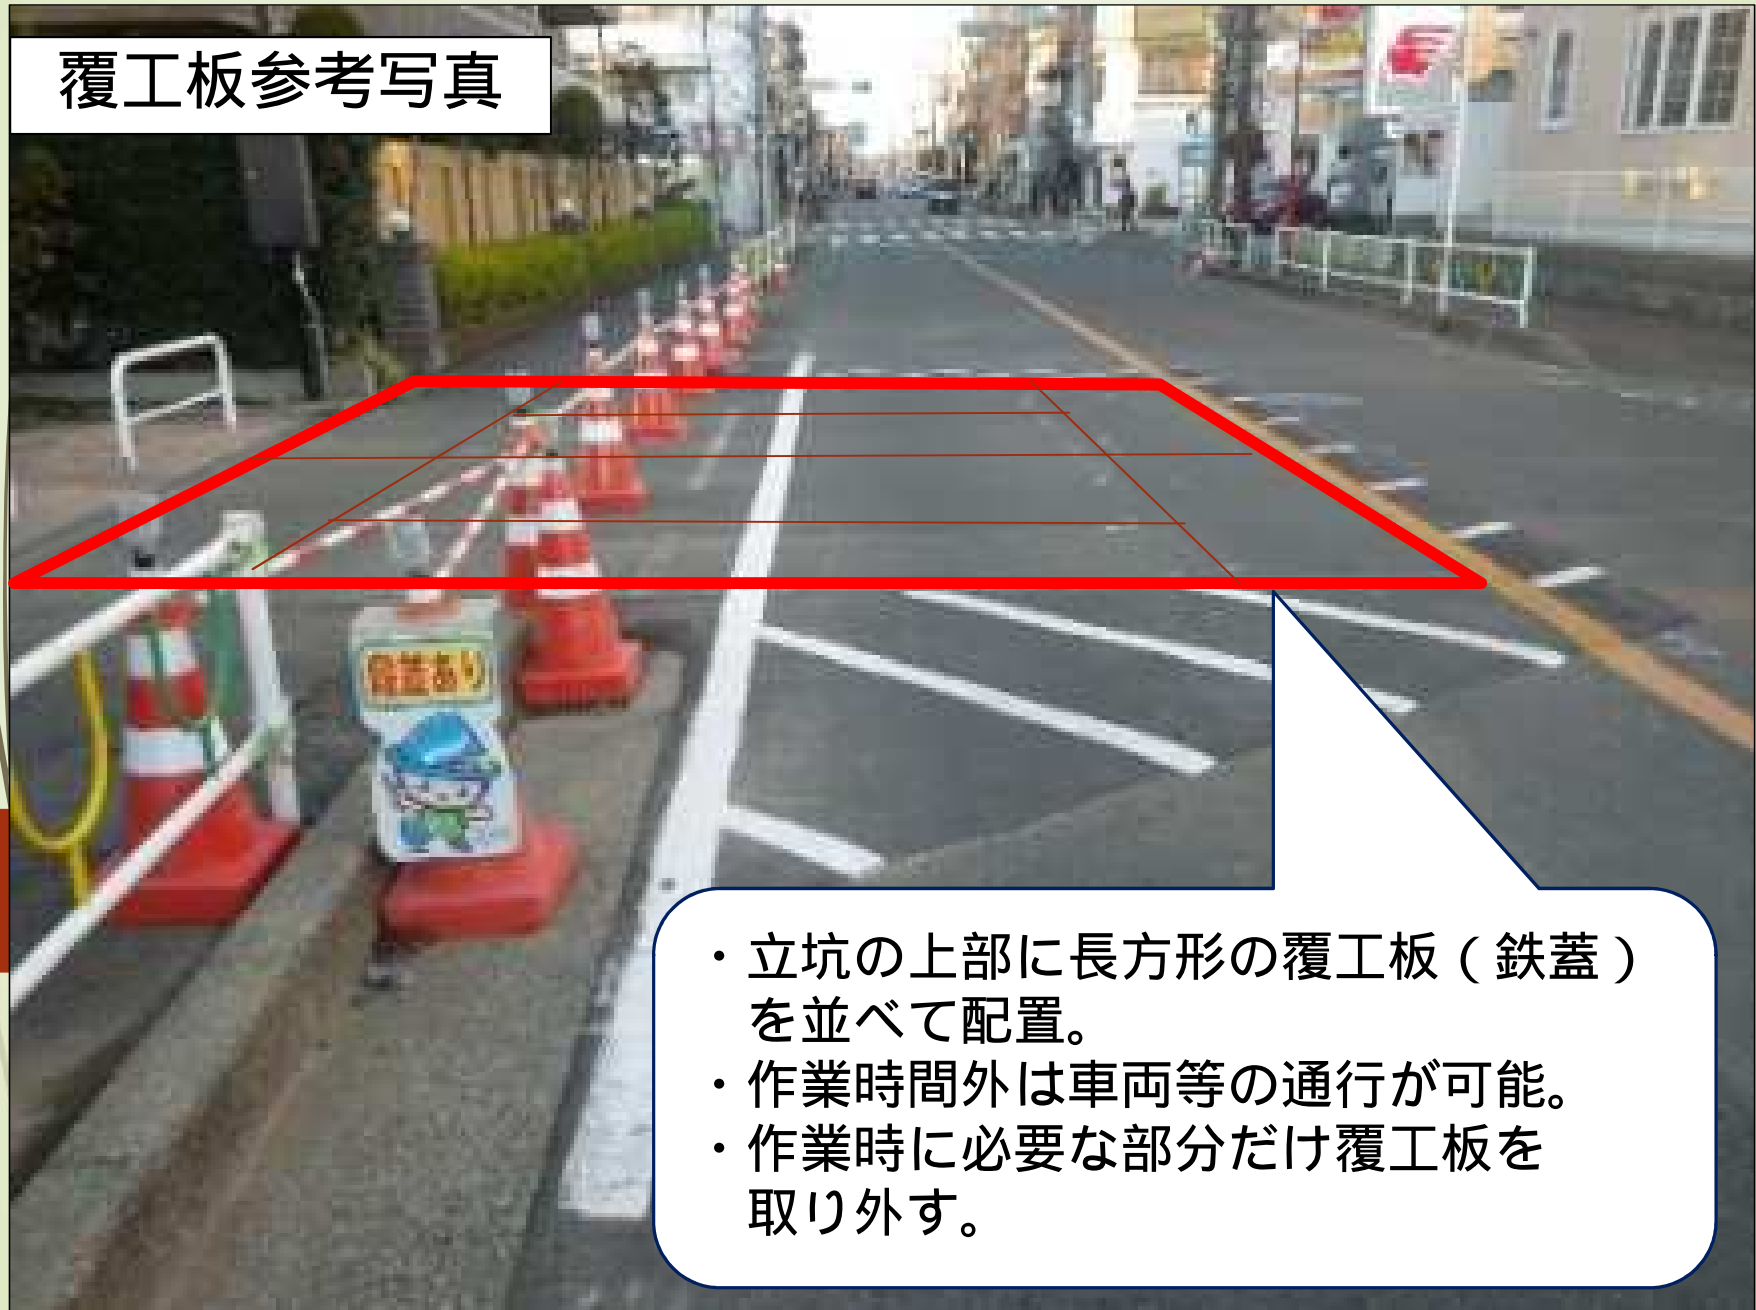 覆工板参考写真
段差あり
・立坑の上部に長方形の覆工板（鉄蓋）
を並べて配置。
・作業時間外は車両等の通行が可能。
・作業時に必要な部分だけ覆工板を
取り外す。